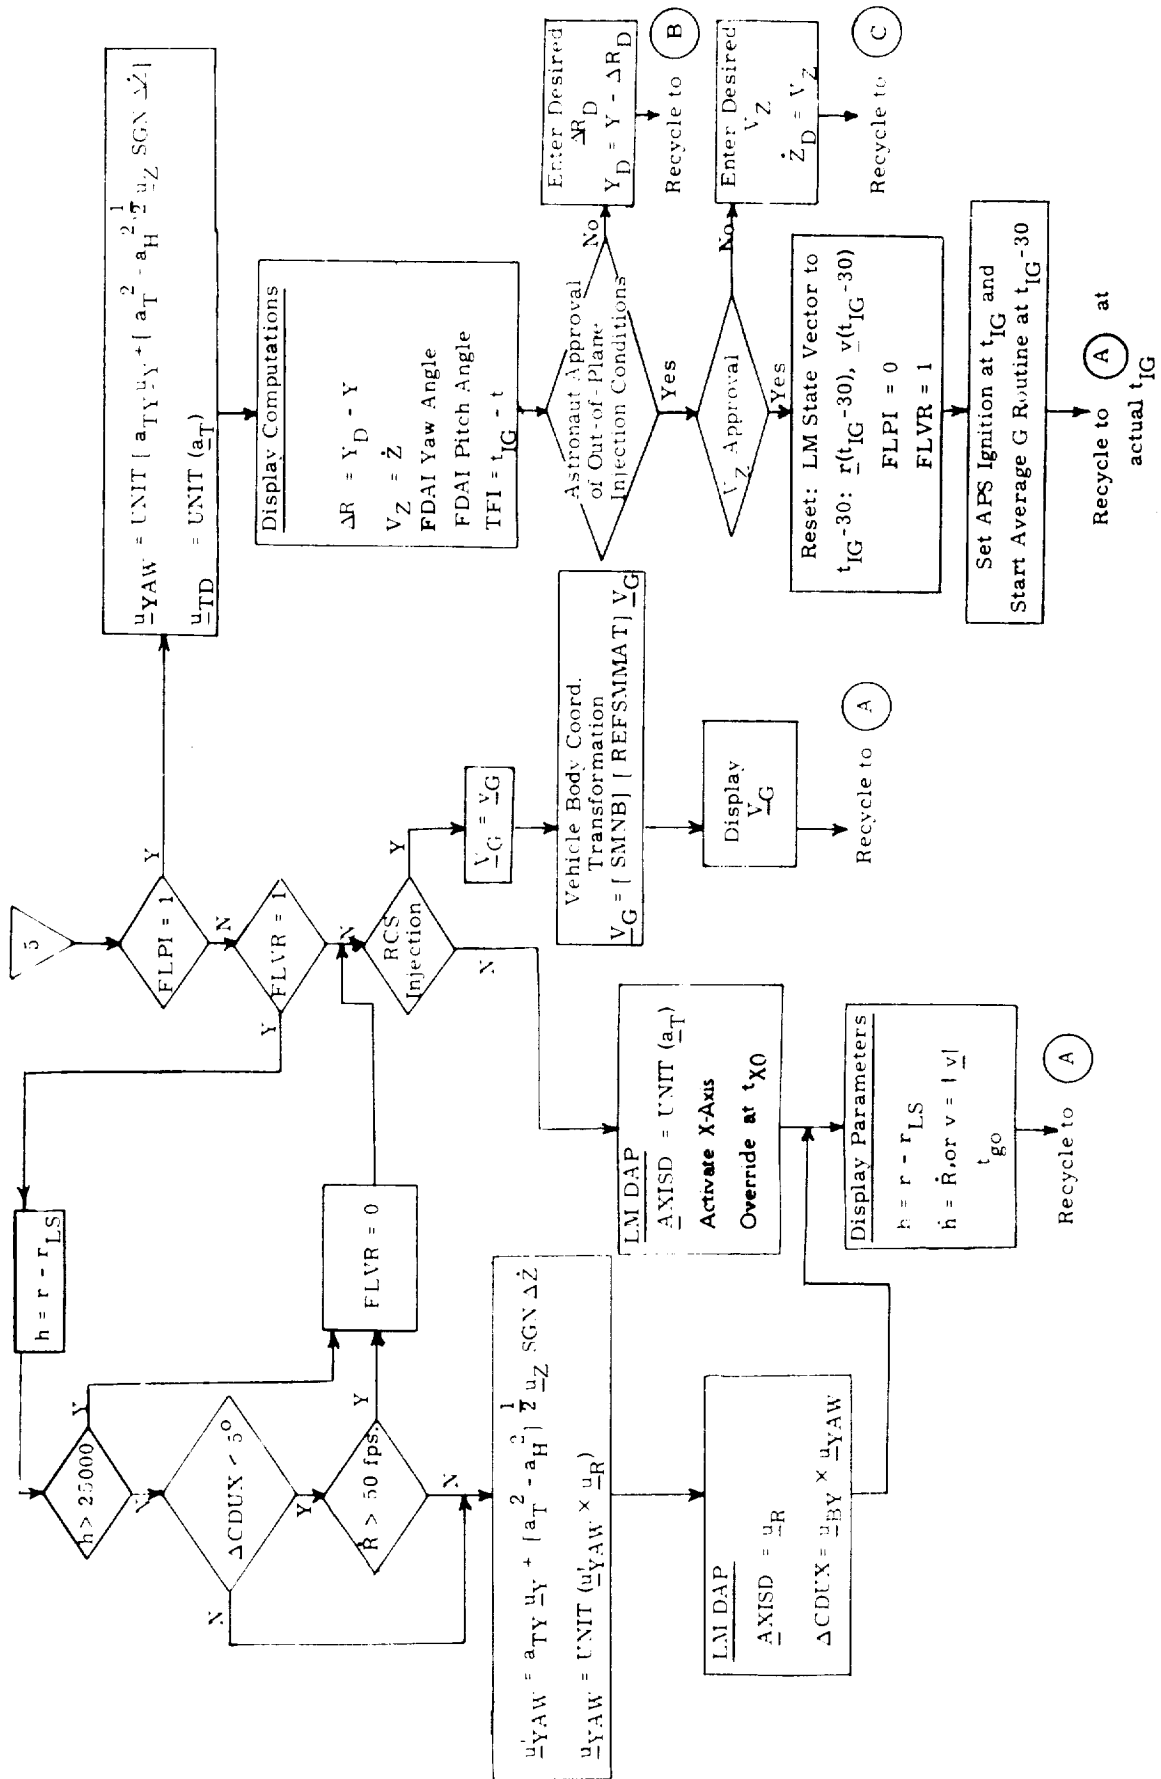 5
FLPI = 1
Y
N
FLVR = 1
Y
N
RCS
Injection
Y
N
u_YAW = UNIT [ a_TY u_Y + [ a_T^2 - a_H^2 ]^1/2 u_Z SGN ΔŻ ]
u_TD = UNIT (a_T)
Display Computations
ΔR = Y_D - Y
V_Z = Ż
FDAI Yaw Angle
FDAI Pitch Angle
TFI = t_IG - t
Astronaut Approval
of Out-of-Plane
Injection Conditions
No
Enter Desired
ΔR_D
Y_D = Y - ΔR_D
Recycle to B
Yes
V_Z Approval
No
Enter Desired
V_Z
Ż_D = V_Z
Recycle to C
Yes
Reset: LM State Vector to
t_IG-30: r(t_IG-30), v(t_IG-30)
FLPI = 0
FLVR = 1
Set APS Ignition at t_IG and
Start Average G Routine at t_IG-30
Recycle to A at
actual t_IG
V_G = v_G
Vehicle Body Coord.
Transformation
V_G = [ SMNB ] [ REFSMMAT ] V_G
Display
V_G
Recycle to A
h = r - r_LS
h > 25000
Y
N
ΔCDUX < 5°
N
Y
Ṙ > 50 fps.
Y
N
FLVR = 0
u'_YAW = a_TY u_Y + [a_T^2 - a_H^2]^1/2 u_Z SGN ΔŻ
u_YAW = UNIT (u'_YAW × u_R)
LM DAP
AXISD = u_R
ΔCDUX = u_BY × u_YAW
LM DAP
AXISD = UNIT (a_T)
Activate X-Axis
Override at t_XO
Display Parameters
h = r - r_LS
ḣ = Ṙ, or v = | v |
t_go
Recycle to A